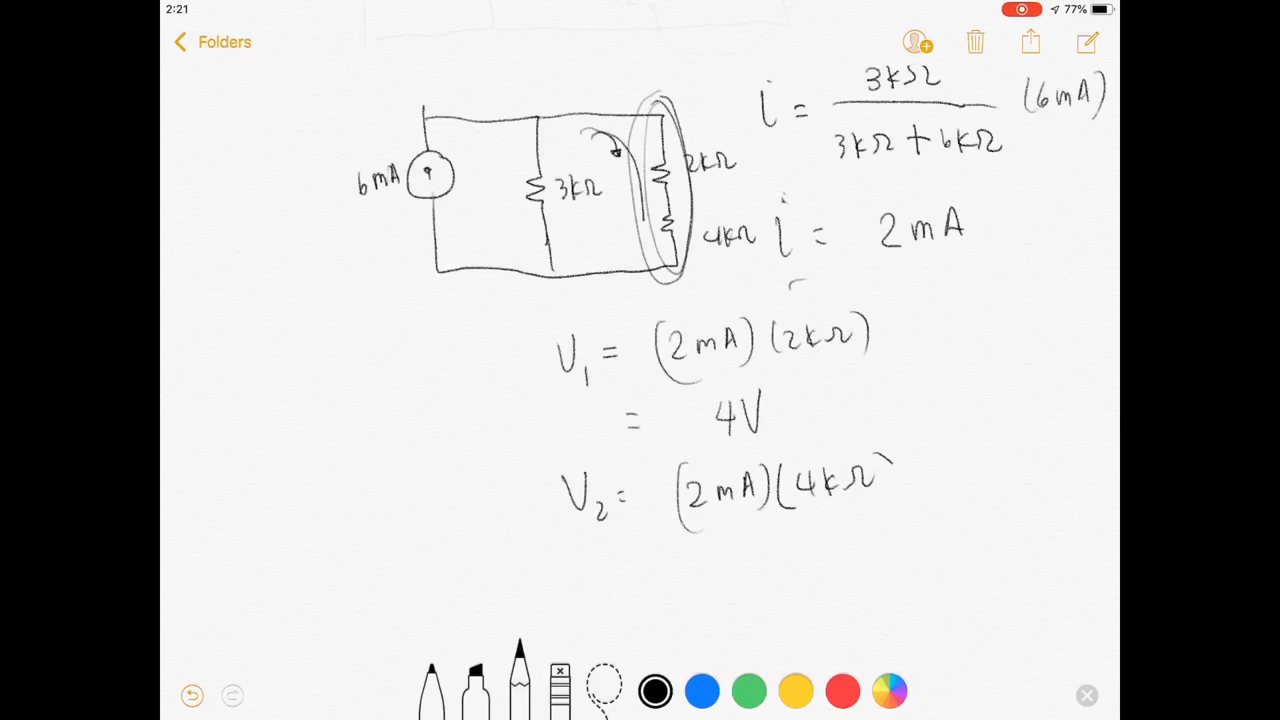 2:21
77%
Folders
i = 3kΩ / 3kΩ + 6kΩ (6mA)
6mA
3kΩ
2kΩ
4kΩ
i = 2mA
V₁ = (2mA)(2kΩ)
= 4V
V₂ = (2mA)(4kΩ)